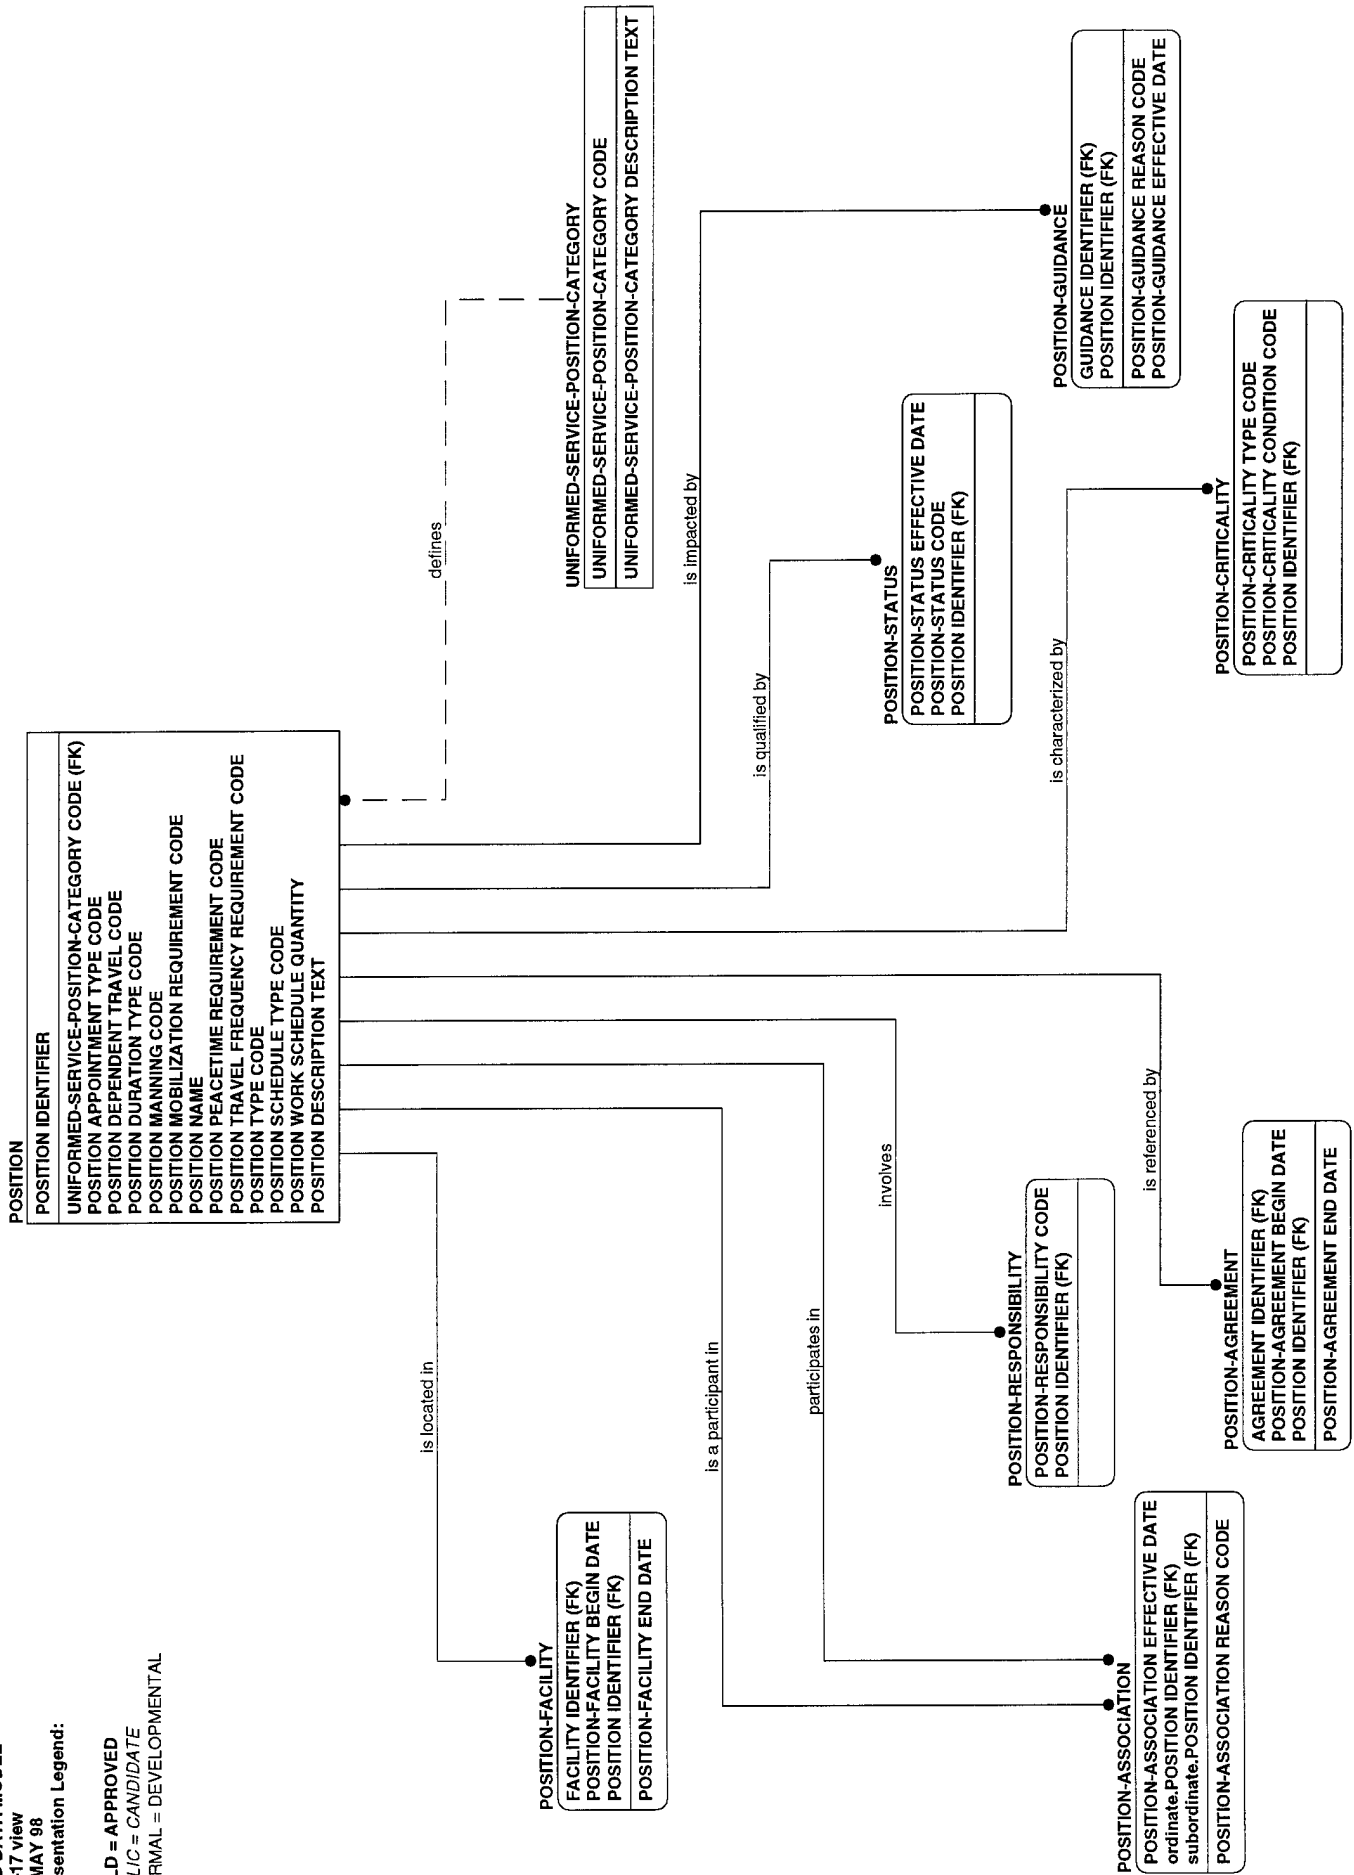 17 view
MAY 98
sentation Legend:
LD = APPROVED
LIC = CANDIDATE
RMAL = DEVELOPMENTAL
POSITION
POSITION IDENTIFIER
UNIFORMED-SERVICE-POSITION-CATEGORY CODE (FK)
POSITION APPOINTMENT TYPE CODE
POSITION DEPENDENT TRAVEL CODE
POSITION DURATION TYPE CODE
POSITION MANNING CODE
POSITION MOBILIZATION REQUIREMENT CODE
POSITION NAME
POSITION PEACETIME REQUIREMENT CODE
POSITION TRAVEL FREQUENCY REQUIREMENT CODE
POSITION TYPE CODE
POSITION SCHEDULE TYPE CODE
POSITION WORK SCHEDULE QUANTITY
POSITION DESCRIPTION TEXT
is located in
defines
POSITION-FACILITY
FACILITY IDENTIFIER (FK)
POSITION-FACILITY BEGIN DATE
POSITION IDENTIFIER (FK)
POSITION-FACILITY END DATE
UNIFORMED-SERVICE-POSITION-CATEGORY
UNIFORMED-SERVICE-POSITION-CATEGORY CODE
UNIFORMED-SERVICE-POSITION-CATEGORY DESCRIPTION TEXT
is a participant in
is impacted by
participates in
is qualified by
involves
POSITION-STATUS
POSITION-STATUS EFFECTIVE DATE
POSITION-STATUS CODE
POSITION IDENTIFIER (FK)
POSITION-RESPONSIBILITY
POSITION-RESPONSIBILITY CODE
POSITION IDENTIFIER (FK)
is characterized by
POSITION-GUIDANCE
GUIDANCE IDENTIFIER (FK)
POSITION IDENTIFIER (FK)
POSITION-GUIDANCE REASON CODE
POSITION-GUIDANCE EFFECTIVE DATE
is referenced by
POSITION-ASSOCIATION
POSITION-ASSOCIATION EFFECTIVE DATE
ordinate.POSITION IDENTIFIER (FK)
subordinate.POSITION IDENTIFIER (FK)
POSITION-ASSOCIATION REASON CODE
POSITION-AGREEMENT
AGREEMENT IDENTIFIER (FK)
POSITION-AGREEMENT BEGIN DATE
POSITION IDENTIFIER (FK)
POSITION-AGREEMENT END DATE
POSITION-CRITICALITY
POSITION-CRITICALITY TYPE CODE
POSITION-CRITICALITY CONDITION CODE
POSITION IDENTIFIER (FK)